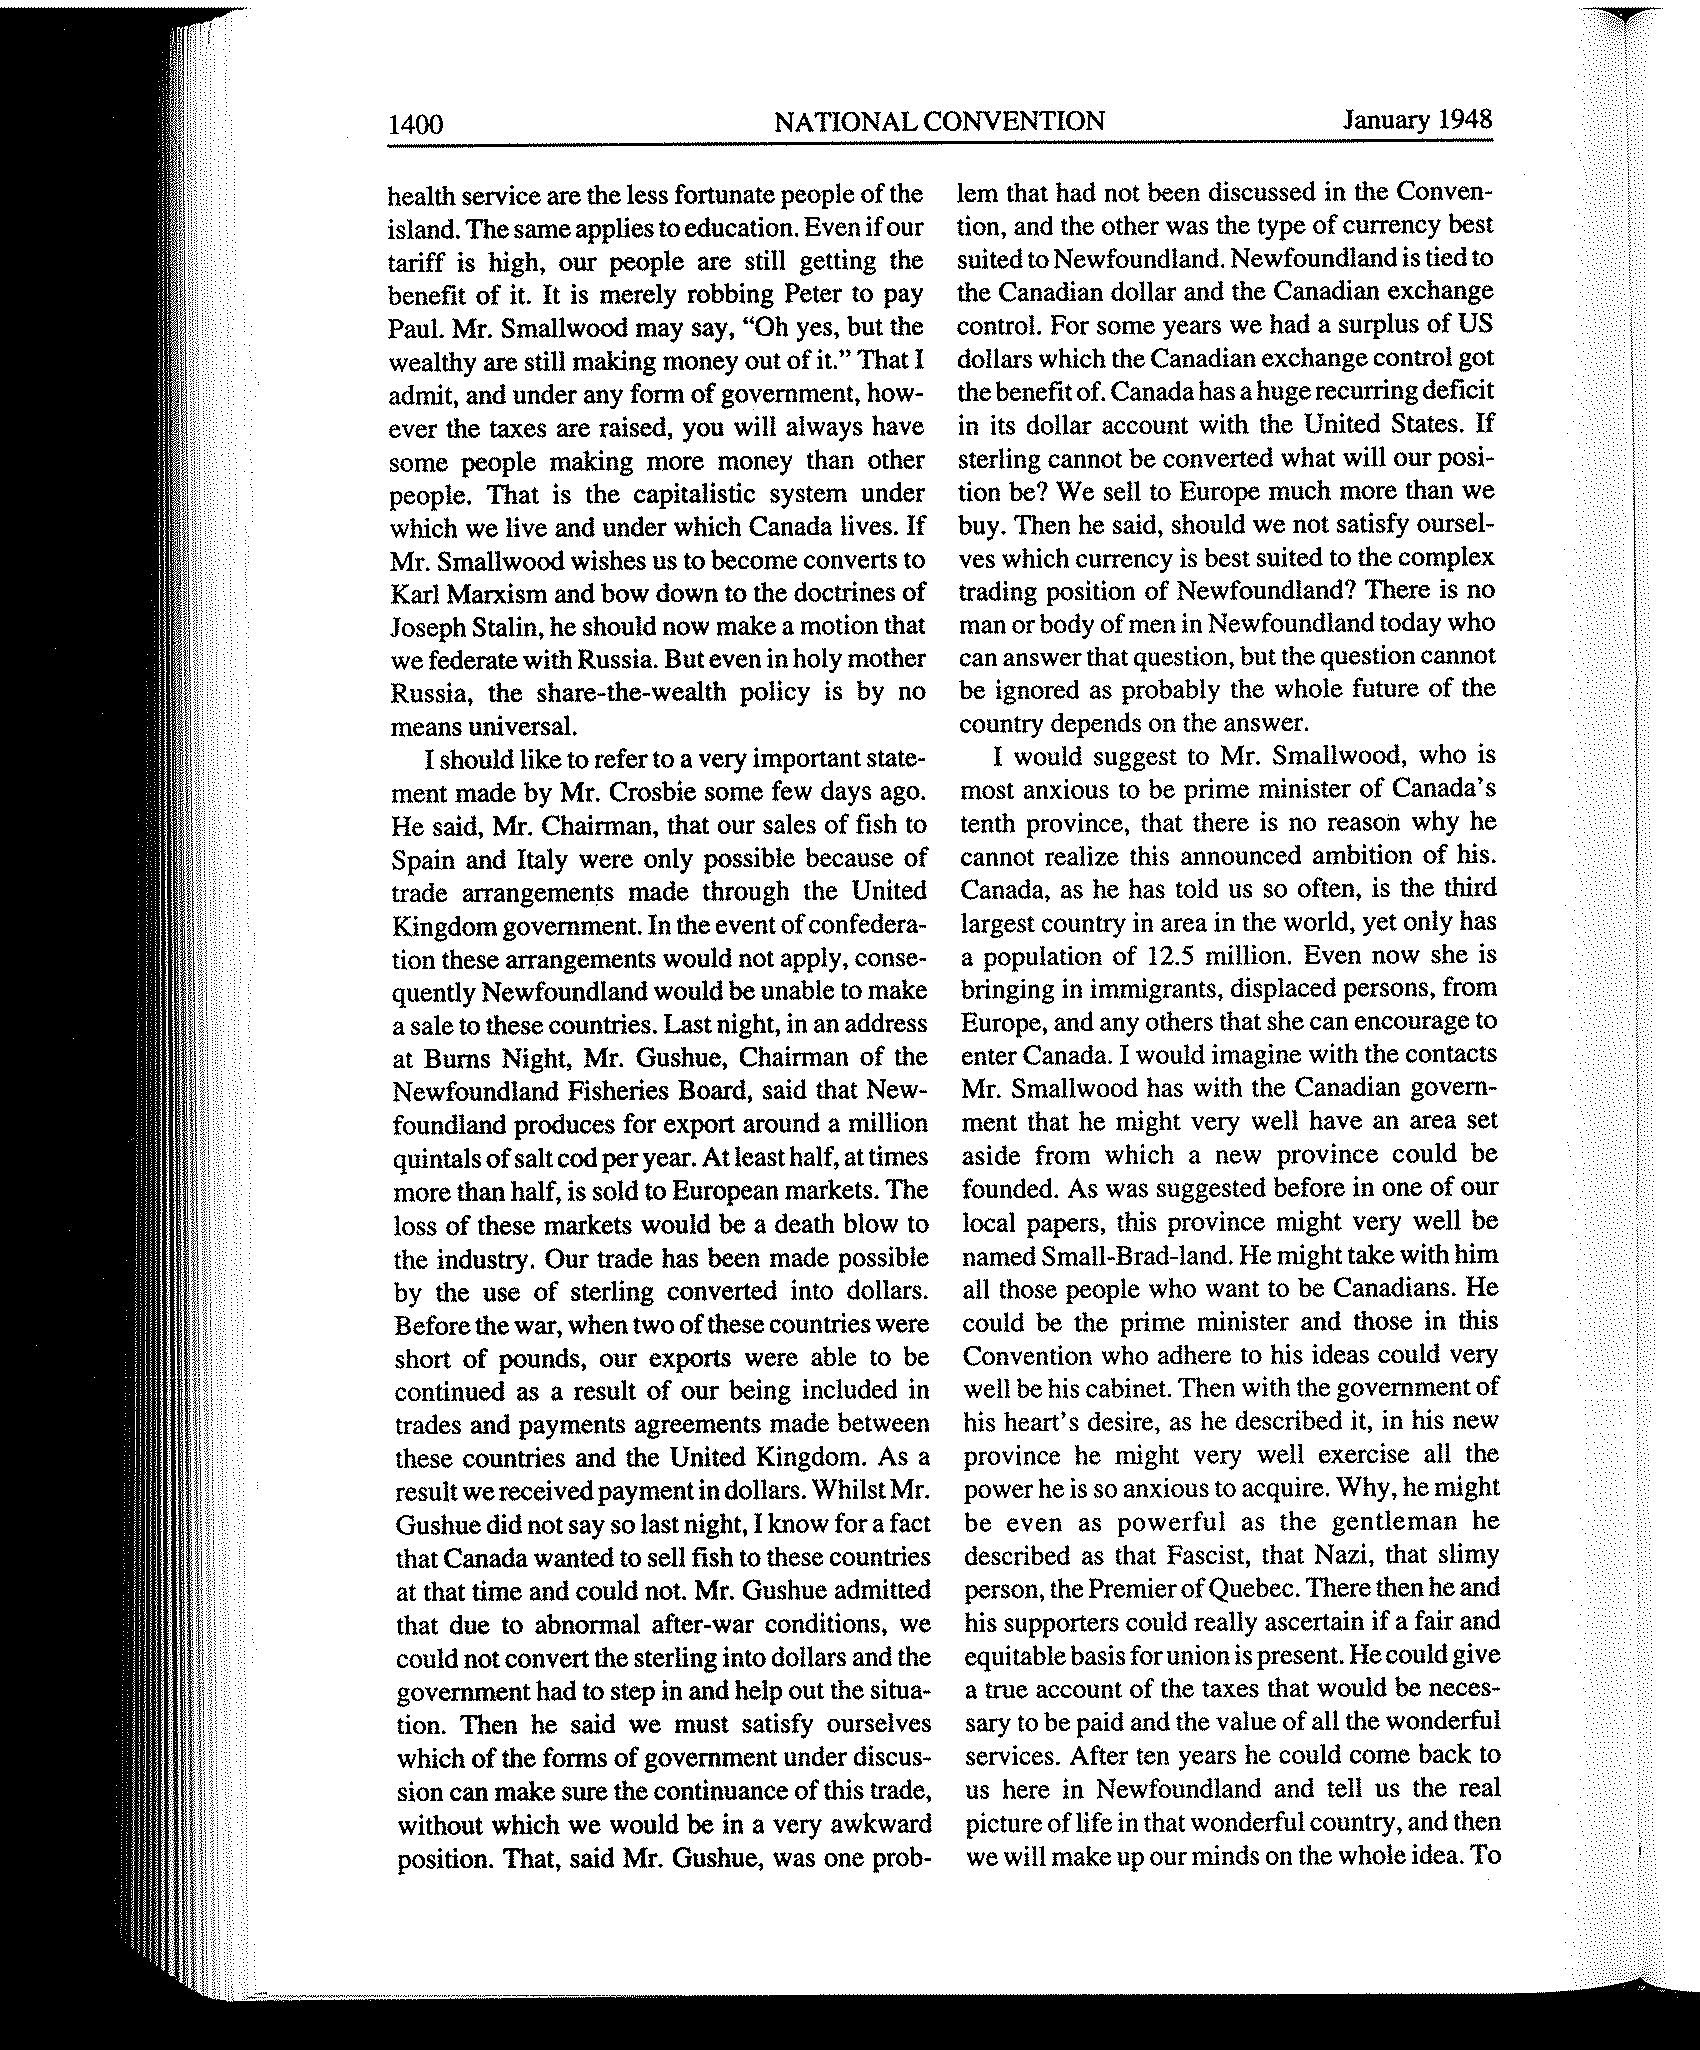 1400 NATIONAL CONVENTION January 1948
health service are the less fortunate people of the
island. The same applies to education. Even if our
tariff is high, our people are still getting the
benefit of it. It is merely robbing Peter to pay
Paul. Mr. Smallwood may say, “Oh yes, but the
wealthy are still making money out of it.” That I
admit, and under any form of government, how-
ever the taxes are raised, you will always have
some people making more money than other
people. That is the capitalistic system under
which we live and under which Canada lives. If
Mr. Smallwood wishes us to become converts to
Karl Marxism and bow down to the doctrines of
Joseph Stalin, he should now make a motion that
we federate with Russia. But even in holy mother
Russia, the share-the-wealth policy is by no
means universal.
I should like to refer to a very important state-
ment made by Mr. Crosbie some few days ago.
He said, Mr. Chairman, that our sales of fish to
Spain and Italy were only possible because of
trade arrangements made through the United
Kingdom government. In the event of confedera-
tion these arrangements would not apply, conse-
quently Newfoundland would be unable to make
a sale to these countries. Last night, in an address
at Burns Night, Mr. Gushue, Chairman of the
Newfoundland Fisheries Board, said that New-
foundland produces for export around a million
quintals of salt cod per year. At least half, at times
more than half, is sold to European markets. The
loss of these markets would be a death blow to
the industry. Our trade has been made possible
by the use of sterling converted into dollars.
Before the war, when two of these countries were
short of pounds, our exports were able to be
continued as a result of our being included in
trades and payments agreements made between
these countries and the United Kingdom. As a
result we received payment in dollars. Whilst Mr.
Gushue did not say so last night, I know for a fact
that Canada wanted to sell fish to these countries
at that time and could not. Mr. Gushue admitted
that due to abnormal after-war conditions, we
could not convert the sterling into dollars and the
government had to step in and help out the situa-
tion. Then he said we must satisfy ourselves
which of the forms of government under discus-
sion can make sure the continuance of this trade,
without which we would be in a very awkward
position. That, said Mr. Gushue, was one prob-
lem that had not been discussed in the Conven-
tion, and the other was the type of currency best
suited to Newfoundland. Newfoundland is tied to
the Canadian dollar and the Canadian exchange
control. For some years we had a surplus of US
dollars which the Canadian exchange control got
the benefit of. Canada has a huge recurring deficit
in its dollar account with the United States. If
sterling cannot be converted what will our posi-
tion be? We sell to Europe much more than we
buy. Then he said, should we not satisfy oursel-
ves which currency is best suited to the complex
trading position of Newfoundland? There is no
man or body of men in Newfoundland today who
can answer that question, but the question cannot
be ignored as probably the whole future of the
country depends on the answer.
I would suggest to Mr. Smallwood, who is
most anxious to be prime minister of Canada's
tenth province, that there is no reason why he
cannot realize this announced ambition of his.
Canada, as he has told us so often, is the third
largest country in area in the world, yet only has
a population of 12.5 million. Even now she is
bringing in immigrants, displaced persons, from
Europe, and any others that she can encourage to
enter Canada. I would imagine with the contacts
Mr. Smallwood has with the Canadian govern-
ment that he might very well have an area set
aside from which a new province could be
founded. As was suggested before in one of our
local papers, this province might very well be
named Small-Brad-land. He might take with him
all those people who want to be Canadians. He
could be the prime minister and those in this
Convention who adhere to his ideas could very
well be his cabinet. Then with the government of
his heart's desire, as he described it, in his new
province he might very well exercise all the
power he is so anxious to acquire. Why, he might
be even as powerful as the gentleman he
described as that Fascist, that Nazi, that slimy
person, the Premier of Quebec. There then he and
his supporters could really ascertain if a fair and
equitable basis for union is present. He could give
a true account of the taxes that would be neces-
sary to be paid and the value of all the wonderful
services. After ten years he could come back to
us here in Newfoundland and tell us the real
picture of life in that wonderful country, and then
we will make up our minds on the whole idea. To